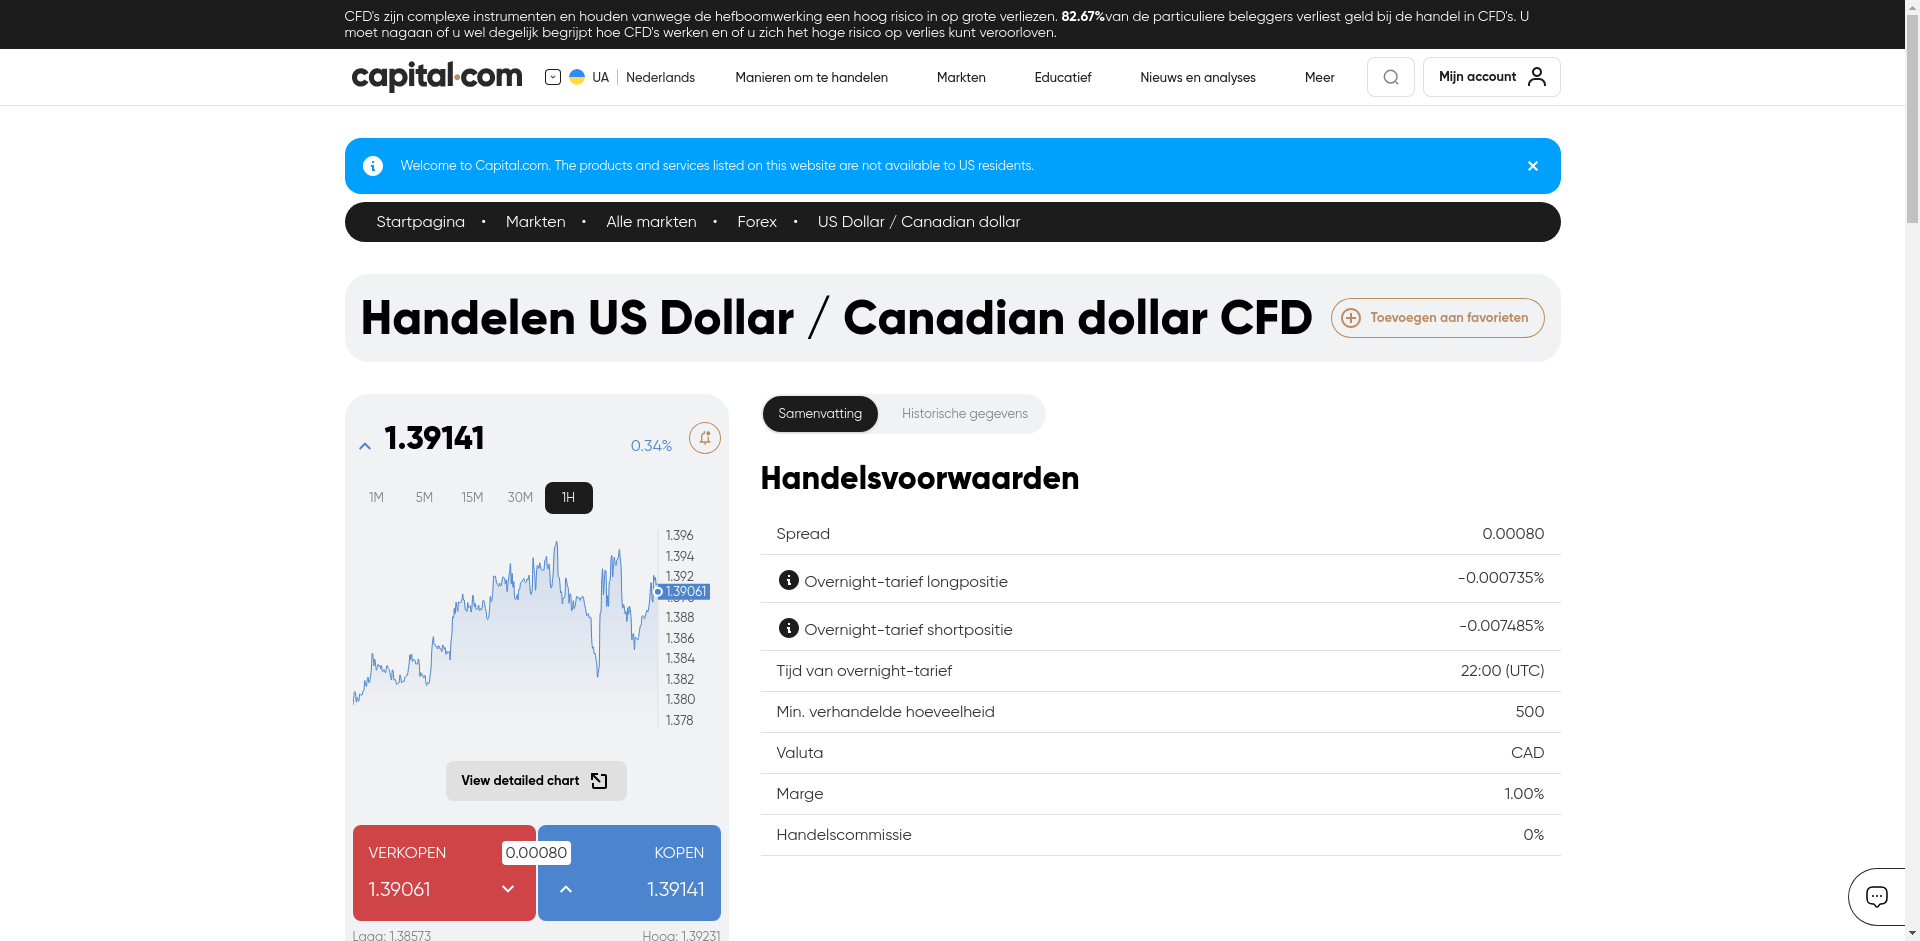 CFD's zijn complexe instrumenten en houden vanwege de hefboomwerking een hoog risico in op grote verliezen. 82.67%van de particuliere beleggers verliest geld bij de handel in CFD's. U
moet nagaan of u wel degelijk begrijpt hoe CFD's werken en of u zich het hoge risico op verlies kunt veroorloven.
capital.com UA Nederlands Manieren om te handelen Markten Educatief Nieuws en analyses Meer Mijn account
Welcome to Capital.com. The products and services listed on this website are not available to US residents.
Startpagina • Markten • Alle markten • Forex • US Dollar / Canadian dollar
Handelen US Dollar / Canadian dollar CFD
Toevoegen aan favorieten
1.39141
0.34%
1M 5M 15M 30M 1H
1.396
1.394
1.392
1.39061
1.388
1.386
1.384
1.382
1.380
1.378
View detailed chart
VERKOPEN 0.00080 KOPEN
1.39061 1.39141
Laag: 1.38573 Hoog: 1.39231
Samenvatting Historische gegevens
Handelsvoorwaarden
Spread 0.00080
Overnight-tarief longpositie -0.000735%
Overnight-tarief shortpositie -0.007485%
Tijd van overnight-tarief 22:00 (UTC)
Min. verhandelde hoeveelheid 500
Valuta CAD
Marge 1.00%
Handelscommissie 0%